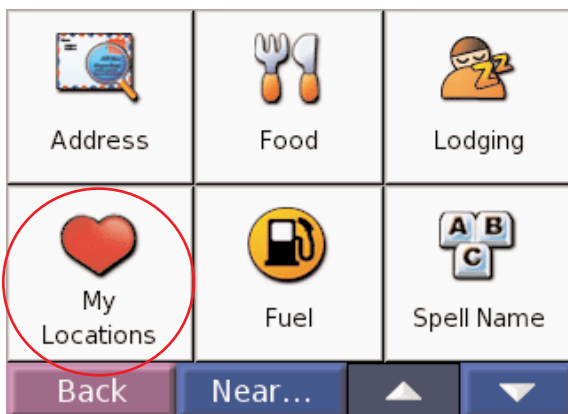 Address
Food
Lodging
My
Locations
Fuel
A B
C
Spell Name
Back
Near...